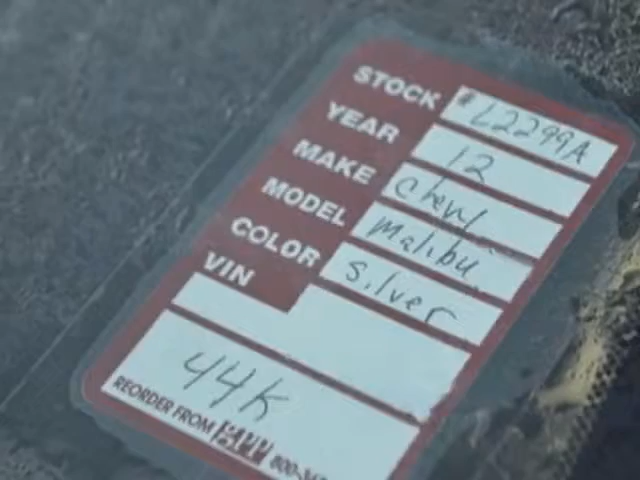 STOCK # L2299A
YEAR 12
MAKE Chevy
MODEL Malibu
COLOR Silver
VIN
44K
REORDER FROM